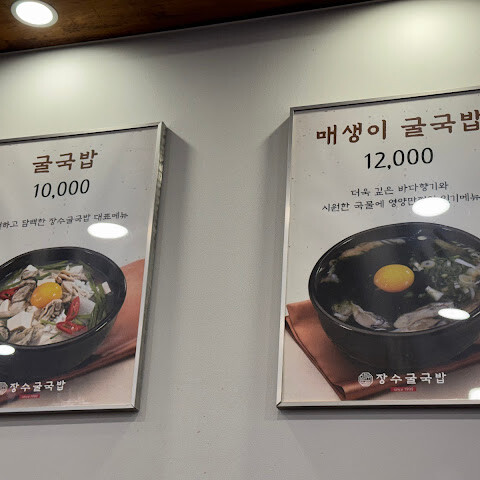 굴국밥
10,000
담백한 장수굴국밥 대표메뉴
장수굴국밥
매생이 굴국밥
12,000
더욱 깊은 바다향기와
시원한 국물에
장수굴국밥